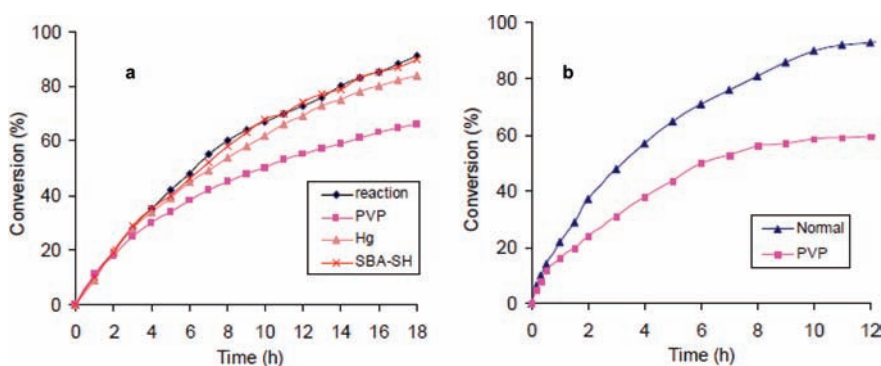 a
Conversion (%)
100
80
60
40
20
0
0 2 4 6 8 10 12 14 16 18
Time (h)
reaction
PVP
Hg
SBA-SH
b
Conversion (%)
100
80
60
40
20
0
0 2 4 6 8 10 12
Time (h)
Normal
PVP